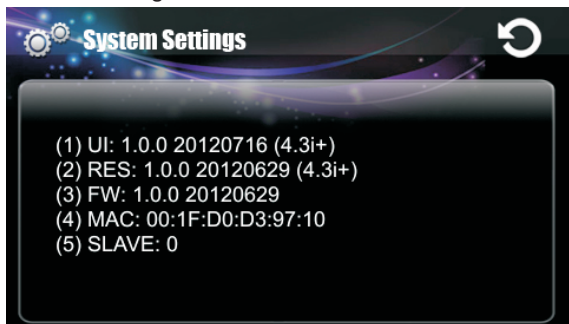 System Settings
(1) UI: 1.0.0 20120716 (4.3i+)
(2) RES: 1.0.0 20120629 (4.3i+)
(3) FW: 1.0.0 20120629
(4) MAC: 00:1F:D0:D3:97:10
(5) SLAVE: 0